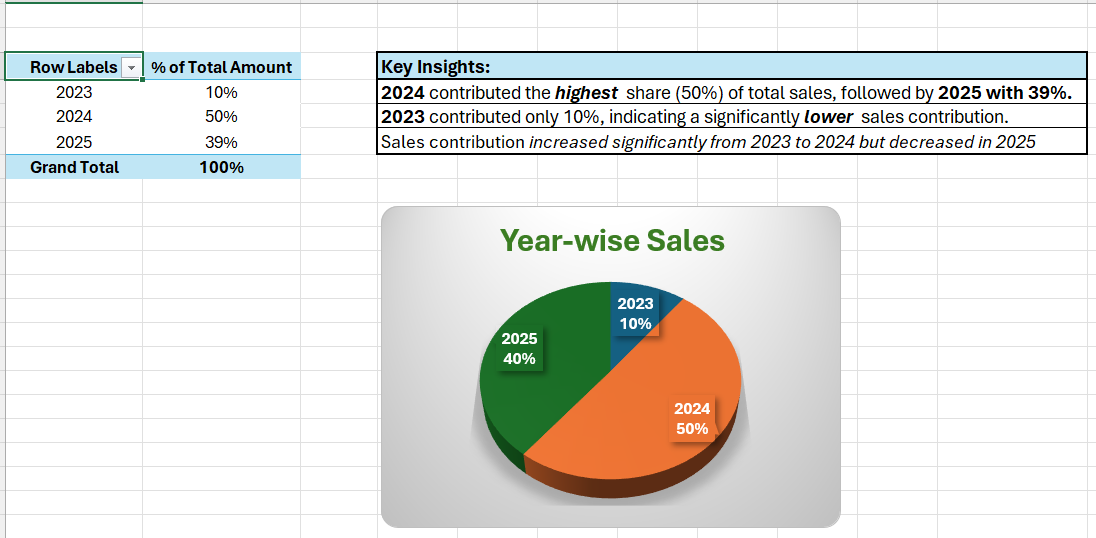 Row Labels % of Total Amount
2023 10%
2024 50%
2025 39%
Grand Total 100%
Key Insights:
2024 contributed the highest share (50%) of total sales, followed by 2025 with 39%.
2023 contributed only 10%, indicating a significantly lower sales contribution.
Sales contribution increased significantly from 2023 to 2024 but decreased in 2025
Year-wise Sales
2023
10%
2025
40%
2024
50%